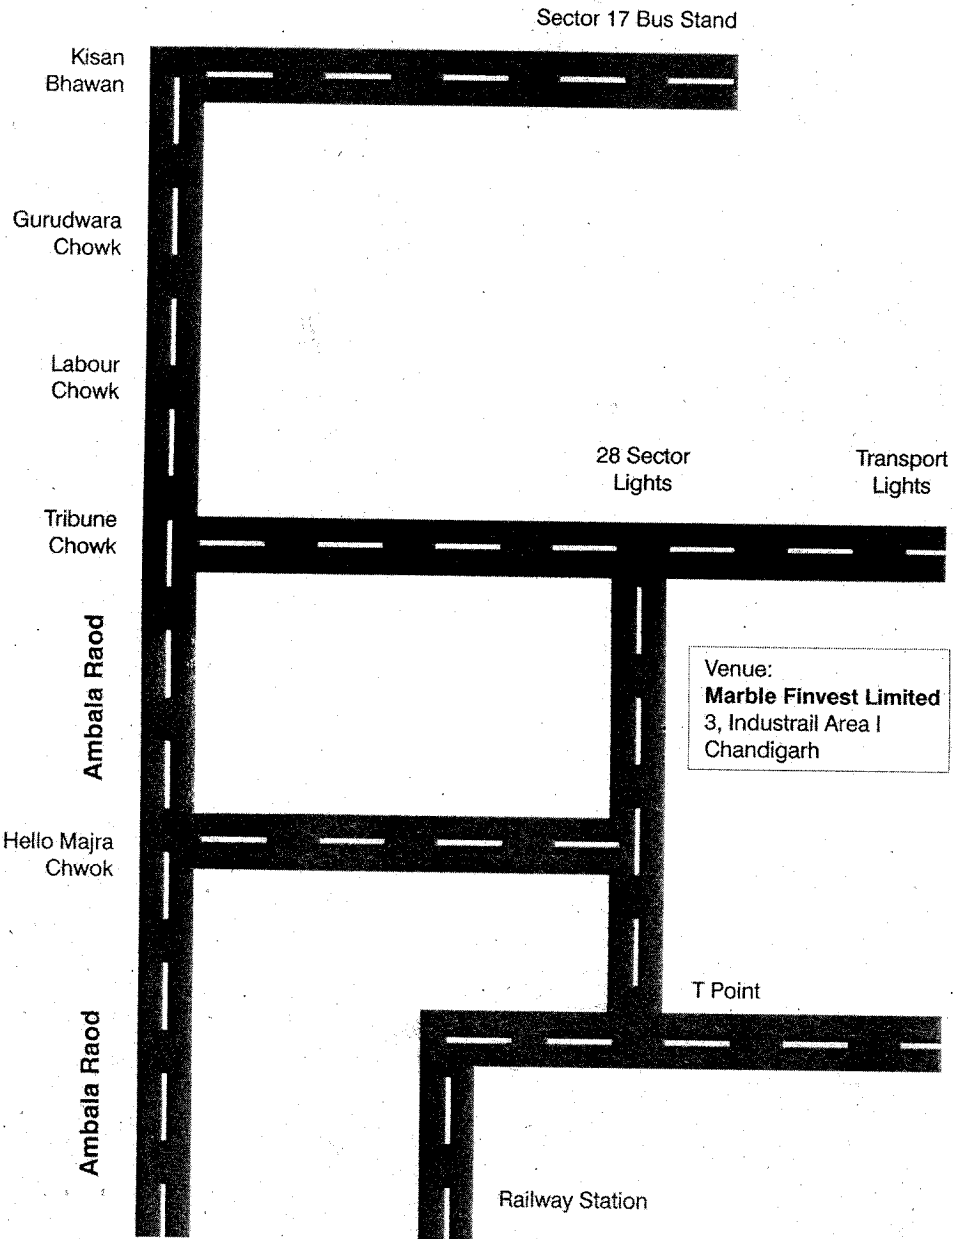 Sector 17 Bus Stand
Kisan
Bhawan
Gurudwara
Chowk
Labour
Chowk
28 Sector
Lights
Transport
Lights
Tribune
Chowk
Ambala Raod
Venue:
Marble Finvest Limited
3, Industrail Area I
Chandigarh
Hello Majra
Chwok
T Point
Ambala Raod
Railway Station